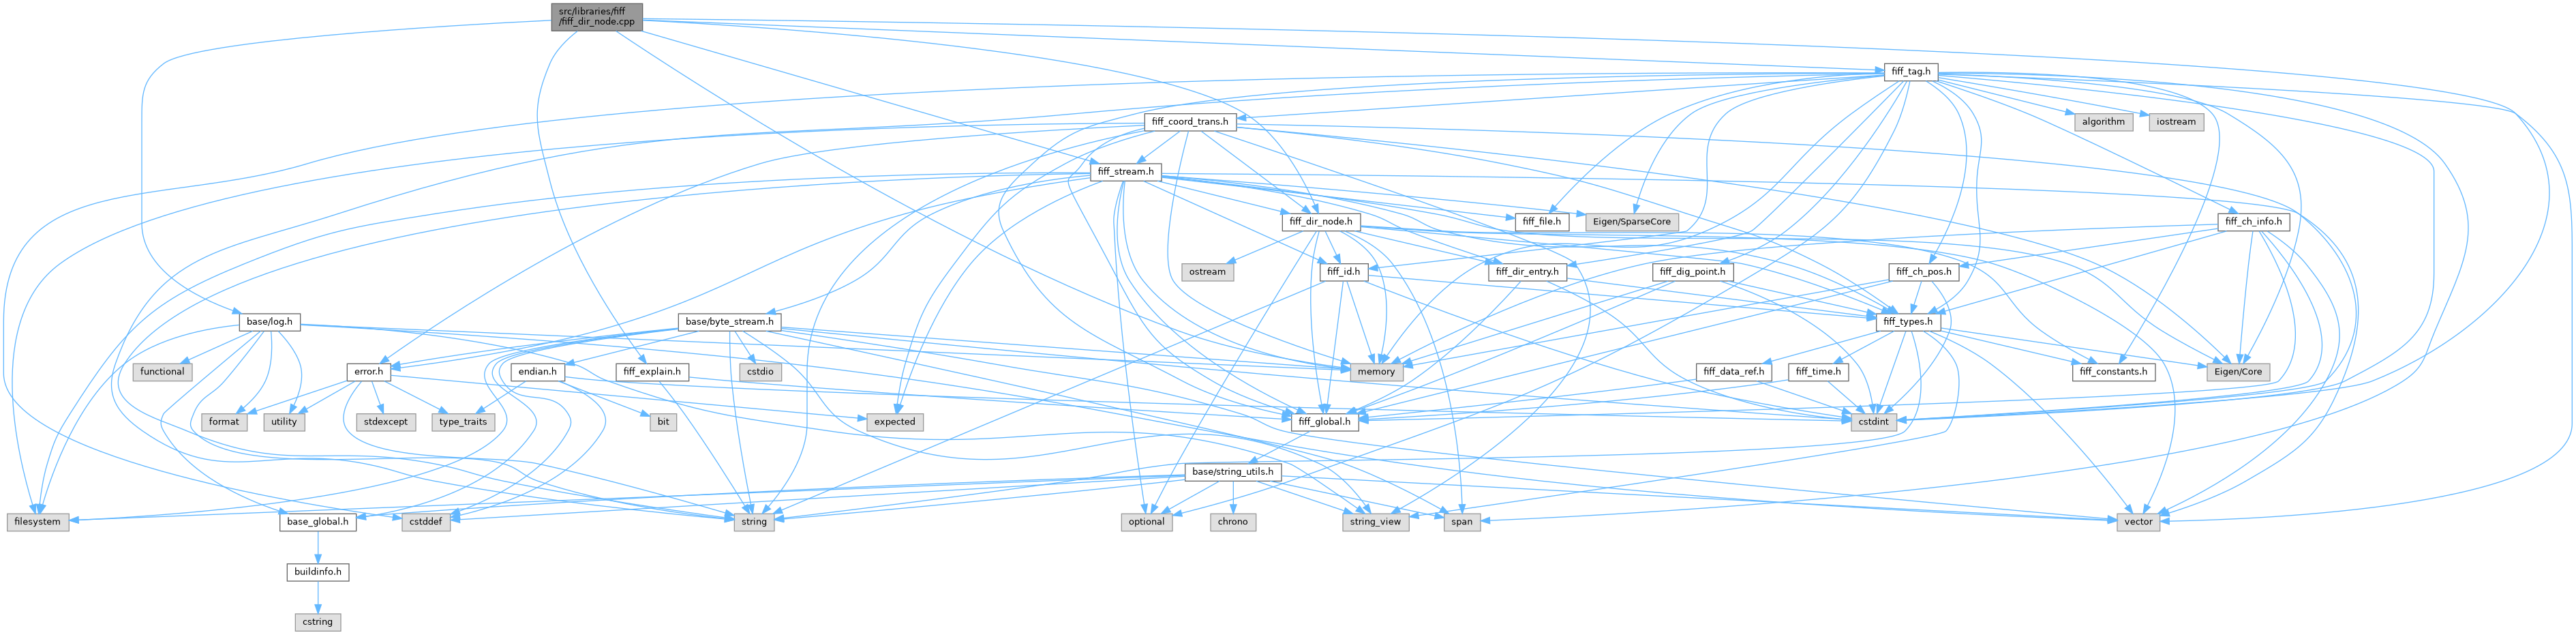 src/libraries/fiff
/fiff_dir_node.cpp
fiff_tag.h
fiff_coord_trans.h
algorithm
iostream
fiff_stream.h
fiff_dir_node.h
fiff_file.h
Eigen/SparseCore
fiff_ch_info.h
ostream
fiff_id.h
fiff_dir_entry.h
fiff_dig_point.h
fiff_ch_pos.h
base/log.h
base/byte_stream.h
fiff_types.h
functional
error.h
endian.h
fiff_explain.h
cstdio
memory
fiff_data_ref.h
fiff_time.h
fiff_constants.h
Eigen/Core
format
utility
stdexcept
type_traits
bit
expected
fiff_global.h
cstdint
base/string_utils.h
filesystem
base_global.h
cstddef
string
optional
chrono
string_view
span
vector
buildinfo.h
cstring